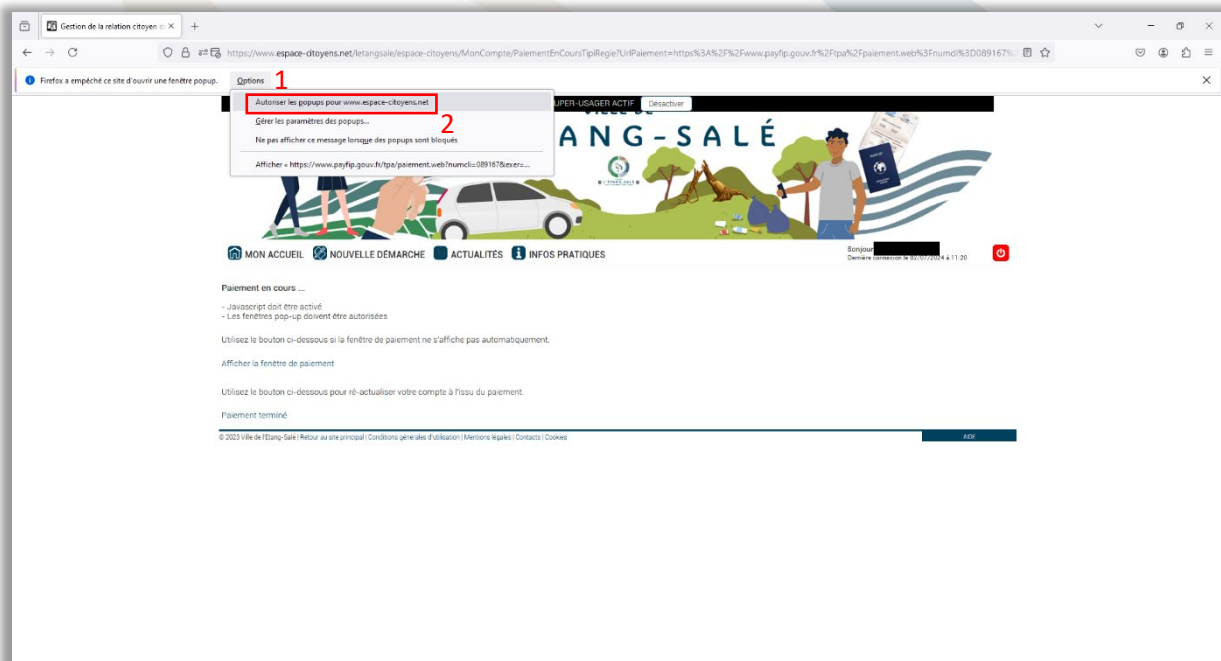 Gestion de la relation citoyen
https://www.espace-citoyens.net/letangsale/espace-citoyens/MonCompte/PaiementEnCoursTipiRegie?UrlPaiement=https%3A%2F%2Fwww.payfip.gouv.fr%2Ftpa%2Fpaiement.web%3Fnumcli%3D089167%
Firefox a empêché ce site d'ouvrir une fenêtre popup. Options 1
Autoriser les popups pour www.espace-citoyens.net
2
Gérer les paramètres des popups...
Ne pas afficher ce message lorsque des popups sont bloqués
Afficher « https://www.payfip.gouv.fr/tpa/paiement.web?numcli=089167&exer=...
UPER-USAGER ACTIF Désactiver
VILLE DE
ANG-SALÉ
MON ACCUEIL NOUVELLE DÉMARCHE ACTUALITÉS INFOS PRATIQUES
Bonjour
Dernière connexion le 02/07/2024 à 11:20
Paiement en cours ...
- Javascript doit être activé
- Les fenêtres pop-up doivent être autorisées
Utilisez le bouton ci-dessous si la fenêtre de paiement ne s'affiche pas automatiquement.
Afficher la fenêtre de paiement
Utilisez le bouton ci-dessous pour ré-actualiser votre compte à l'issu du paiement.
Paiement terminé
© 2023 Ville de l'Etang-Salé | Retour au site principal | Conditions générales d'utilisation | Mentions légales | Contacts | Cookies
AIDE